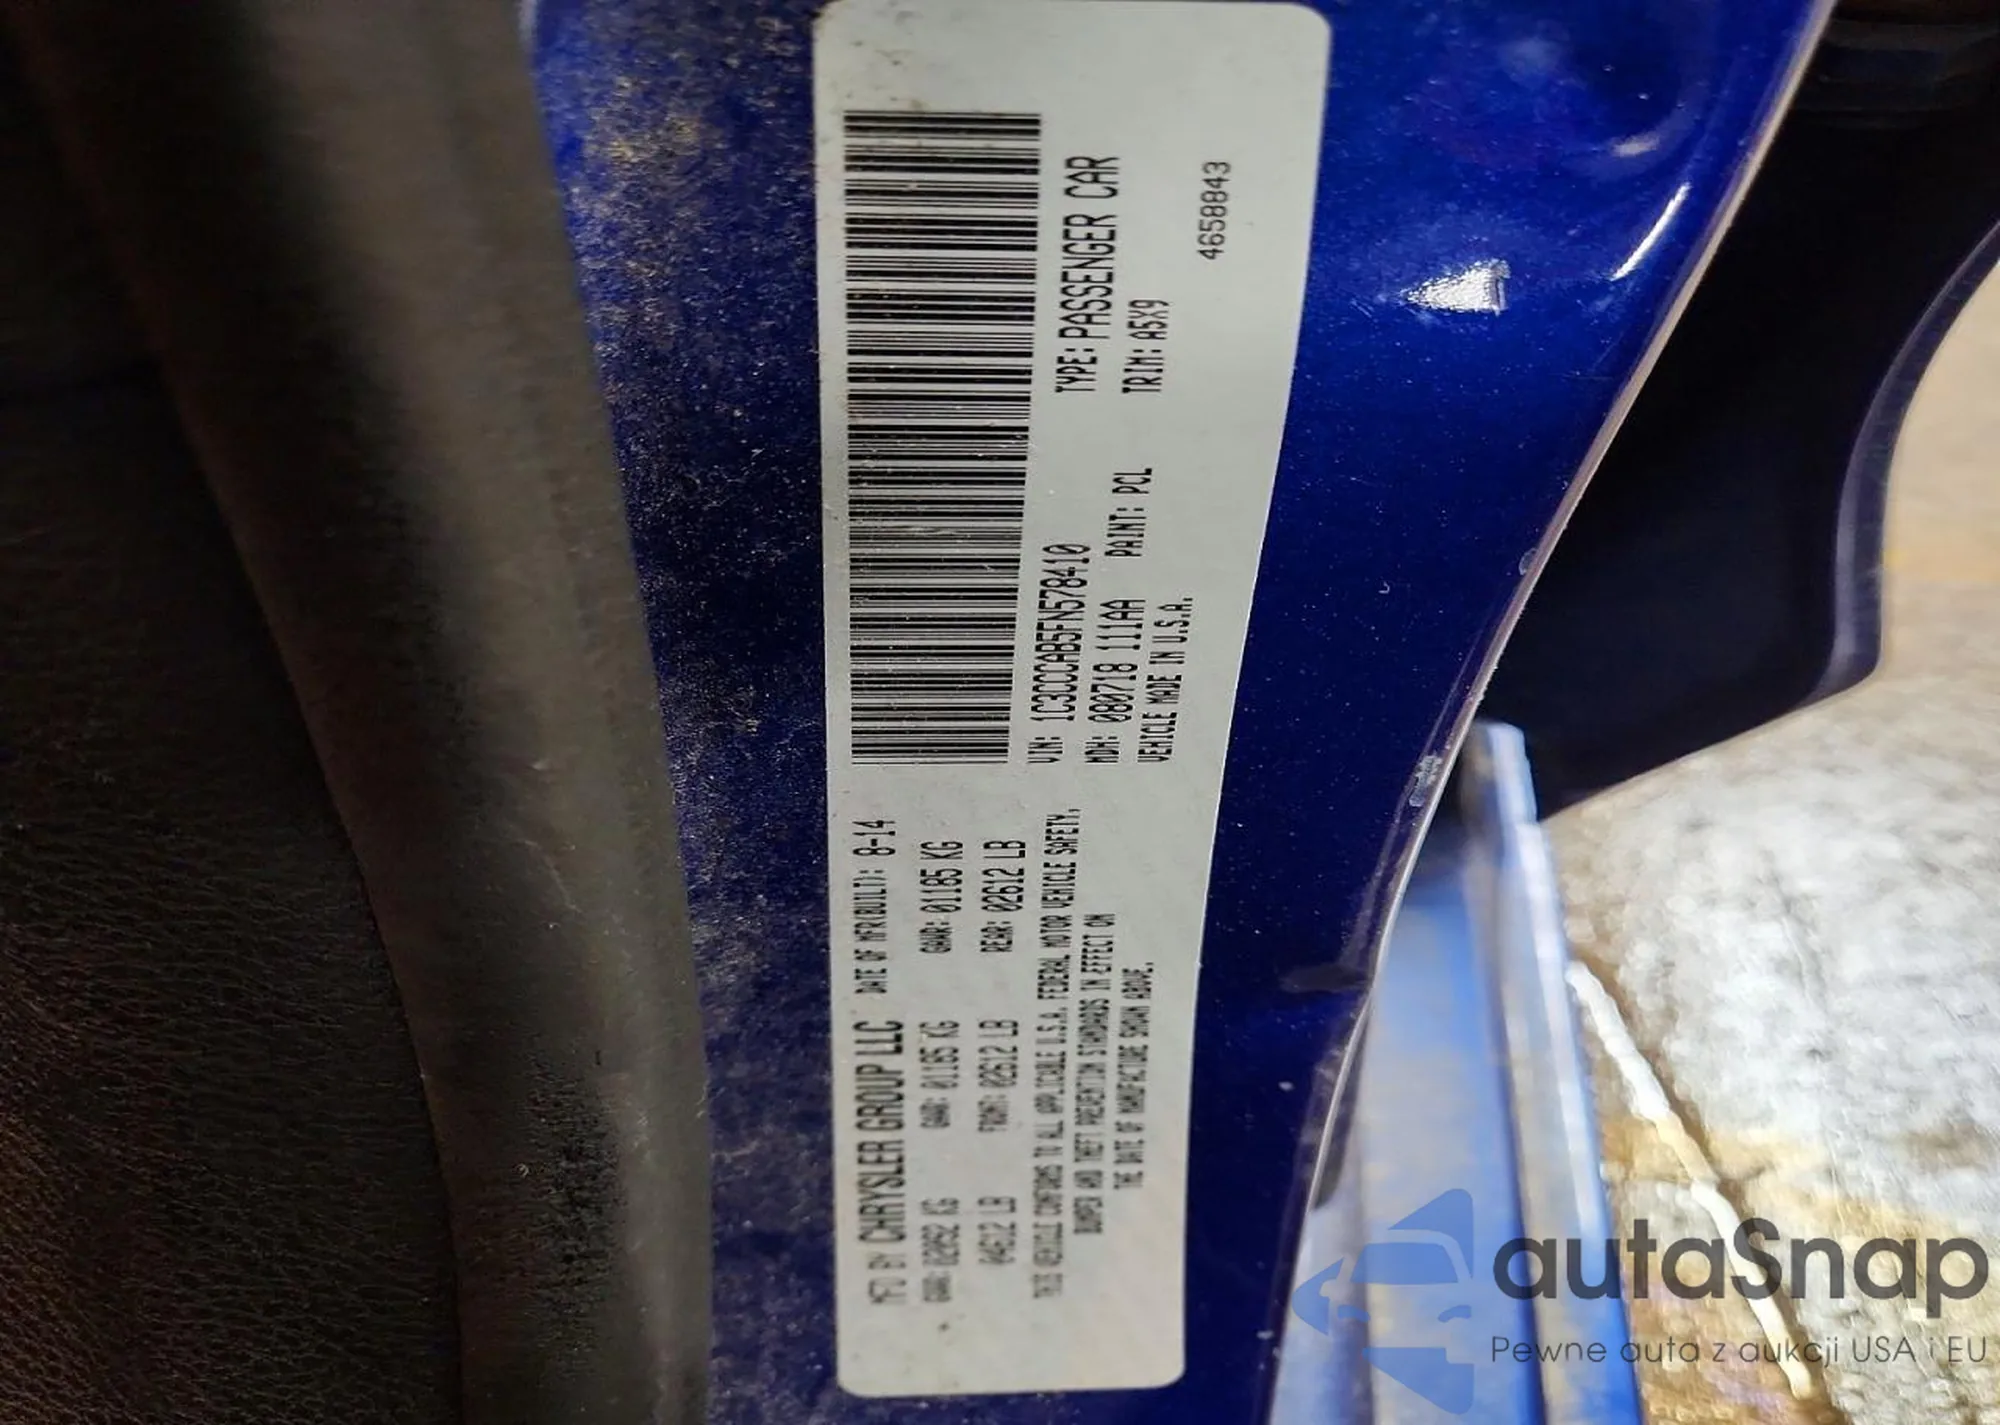 MFD BY CHRYSLER GROUP LLC DATE OF MFR(BUILT): 8-14
GVWR: 02092 KG GAWR: 01185 KG GAWR: 01185 KG
04612 LB FRONT: 02612 LB REAR: 02612 LB
THIS VEHICLE CONFORMS TO ALL APPLICABLE U.S.A. FEDERAL MOTOR VEHICLE SAFETY,
BUMPER AND THEFT PREVENTION STANDARDS IN EFFECT ON
THE DATE OF MANUFACTURE SHOWN ABOVE.
VIN: 1C3CCCAB5FN578410 TYPE: PASSENGER CAR
MDH: 080718 111AA PAINT: PCL TRIM: A5X9
VEHICLE MADE IN U.S.A.
4658843
autaSnap
Pewne auta z aukcji USA i EU